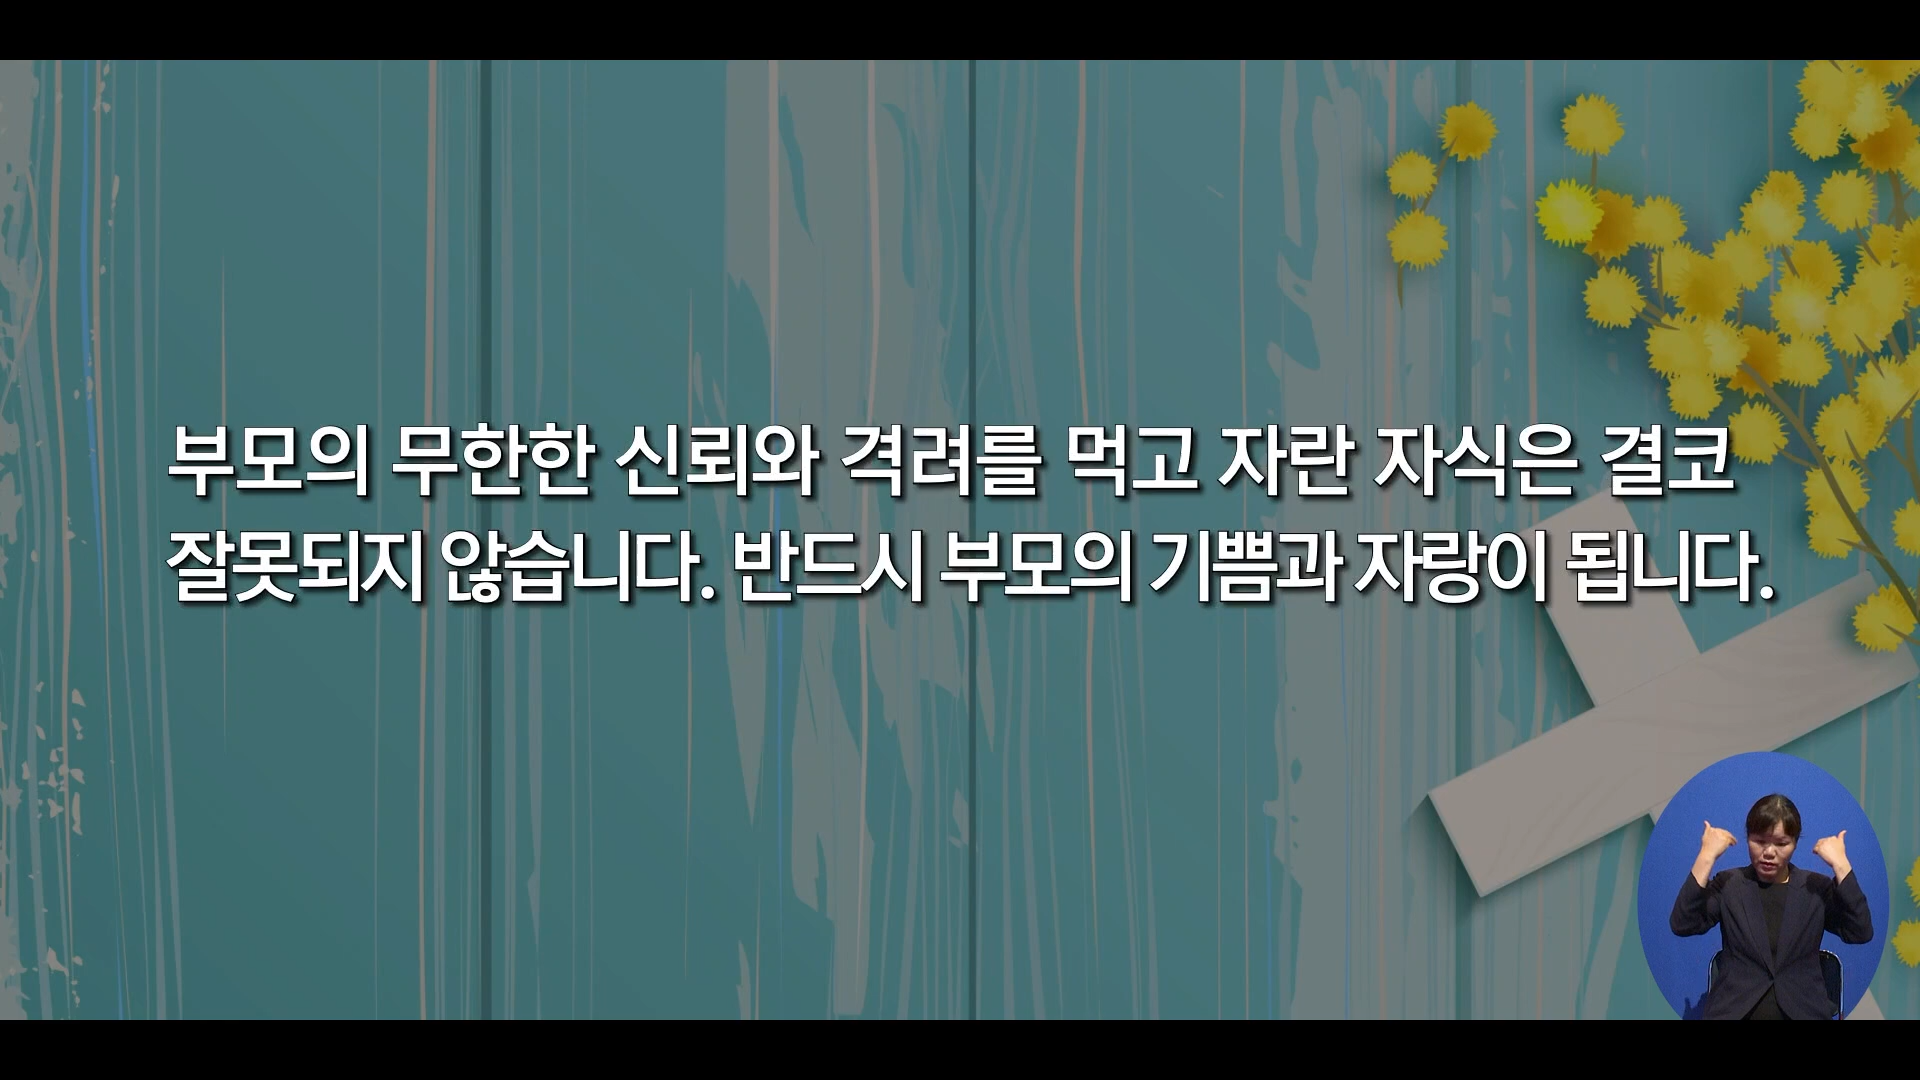 부모의 무한한 신뢰와 격려를 먹고 자란 자식은 결코
잘못되지 않습니다. 반드시 부모의 기쁨과 자랑이 됩니다.